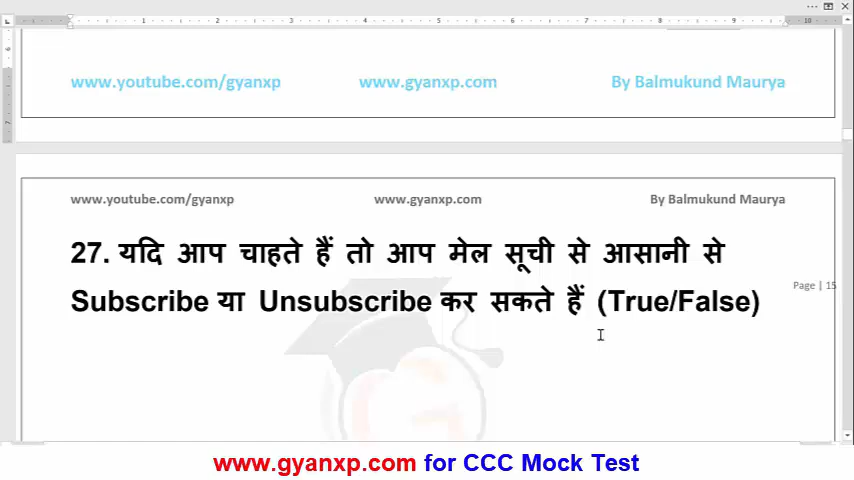 www.youtube.com/gyanxp www.gyanxp.com By Balmukund Maurya
www.youtube.com/gyanxp www.gyanxp.com By Balmukund Maurya
27. यदि आप चाहते हैं तो आप मेल सूची से आसानी से
Page | 15
Subscribe या Unsubscribe कर सकते हैं (True/False)
www.gyanxp.com for CCC Mock Test